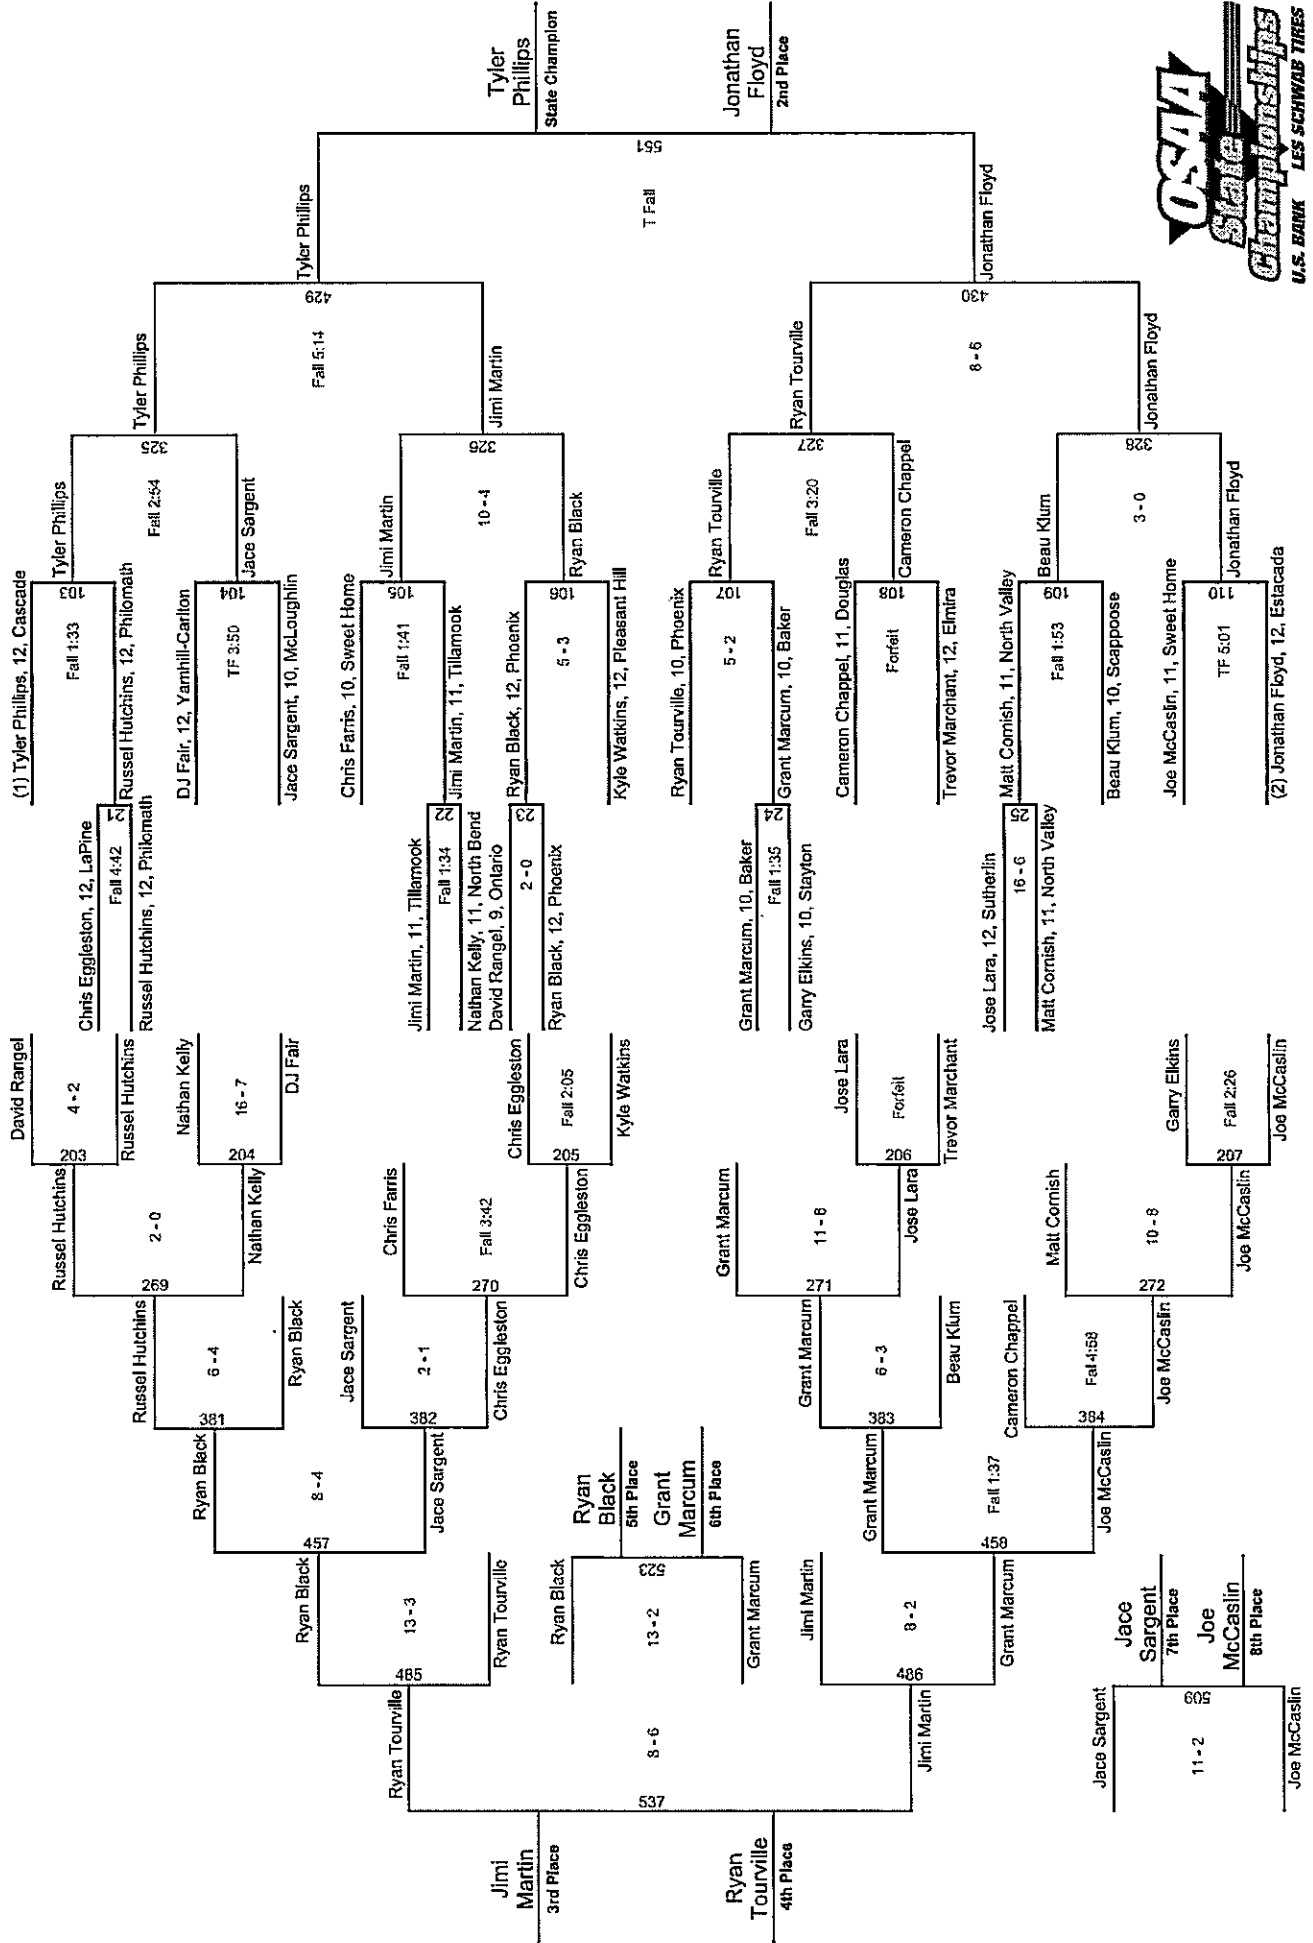 (1) Tyler Phillips, 12, Cascade
103
Fall 1:33
Russel Hutchins, 12, Philomath
Chris Eggleston, 12, LaPine
21
Fall 4:42
Russel Hutchins, 12, Philomath
DJ Fair, 12, Yamhill-Carlton
104
TF 3:50
Jace Sargent, 10, McLoughlin
Chris Farris, 10, Sweet Home
105
Fall 1:41
Jimi Martin, 11, Tillamook
Jimi Martin, 11, Tillamook
22
Fall 1:34
Nathan Kelly, 11, North Bend
David Rangel, 9, Ontario
23
2 - 0
Ryan Black, 12, Phoenix
Ryan Black, 12, Phoenix
106
5 - 3
Kyle Watkins, 12, Pleasant Hill
Ryan Tourville, 10, Phoenix
107
5 - 2
Grant Marcum, 10, Baker
Grant Marcum, 10, Baker
24
Fall 1:35
Garry Elkins, 10, Stayton
Cameron Chappel, 11, Douglas
108
Forfeit
Trevor Marchant, 12, Elmira
Matt Cornish, 11, North Valley
109
Fall 1:53
Beau Klum, 10, Scappoose
Jose Lara, 12, Sutherlin
25
16 - 6
Matt Cornish, 11, North Valley
Joe McCaslin, 11, Sweet Home
110
TF 5:01
(2) Jonathan Floyd, 12, Estacada
Tyler Phillips
325
Fall 2:54
Jace Sargent
Jimi Martin
326
10 - 4
Ryan Black
Ryan Tourville
327
Fall 3:20
Cameron Chappel
Beau Klum
328
3 - 0
Jonathan Floyd
Tyler Phillips
429
Fall 5:14
Jimi Martin
Ryan Tourville
430
8 - 6
Jonathan Floyd
Tyler Phillips
551
T Fall
Jonathan Floyd
Tyler
Phillips
State Champion
Jonathan
Floyd
2nd Place
David Rangel
203
4 - 2
Russel Hutchins
Nathan Kelly
204
16 - 7
DJ Fair
Chris Eggleston
205
Fall 2:05
Kyle Watkins
Jose Lara
206
Forfeit
Trevor Marchant
Garry Elkins
207
Fall 2:26
Joe McCaslin
Russel Hutchins
269
2 - 0
Nathan Kelly
Chris Farris
270
Fall 3:42
Chris Eggleston
Grant Marcum
271
11 - 6
Jose Lara
Matt Cornish
272
10 - 8
Joe McCaslin
Russel Hutchins
381
6 - 4
Ryan Black
Jace Sargent
382
2 - 1
Chris Eggleston
Grant Marcum
383
6 - 3
Beau Klum
Cameron Chappel
384
Fall 4:58
Joe McCaslin
Ryan Black
457
8 - 4
Jace Sargent
Grant Marcum
458
Fall 1:37
Joe McCaslin
Ryan Black
485
13 - 3
Ryan Tourville
Jimi Martin
486
8 - 2
Grant Marcum
Ryan Tourville
537
8 - 6
Jimi Martin
Jimi
Martin
3rd Place
Ryan
Tourville
4th Place
Ryan Black
523
13 - 2
Grant Marcum
Ryan
Black
5th Place
Grant
Marcum
6th Place
Jace Sargent
509
11 - 2
Joe McCaslin
Jace
Sargent
7th Place
Joe
McCaslin
8th Place
OSAA
State
Championships
U.S. BANK LES SCHWAB TIRES